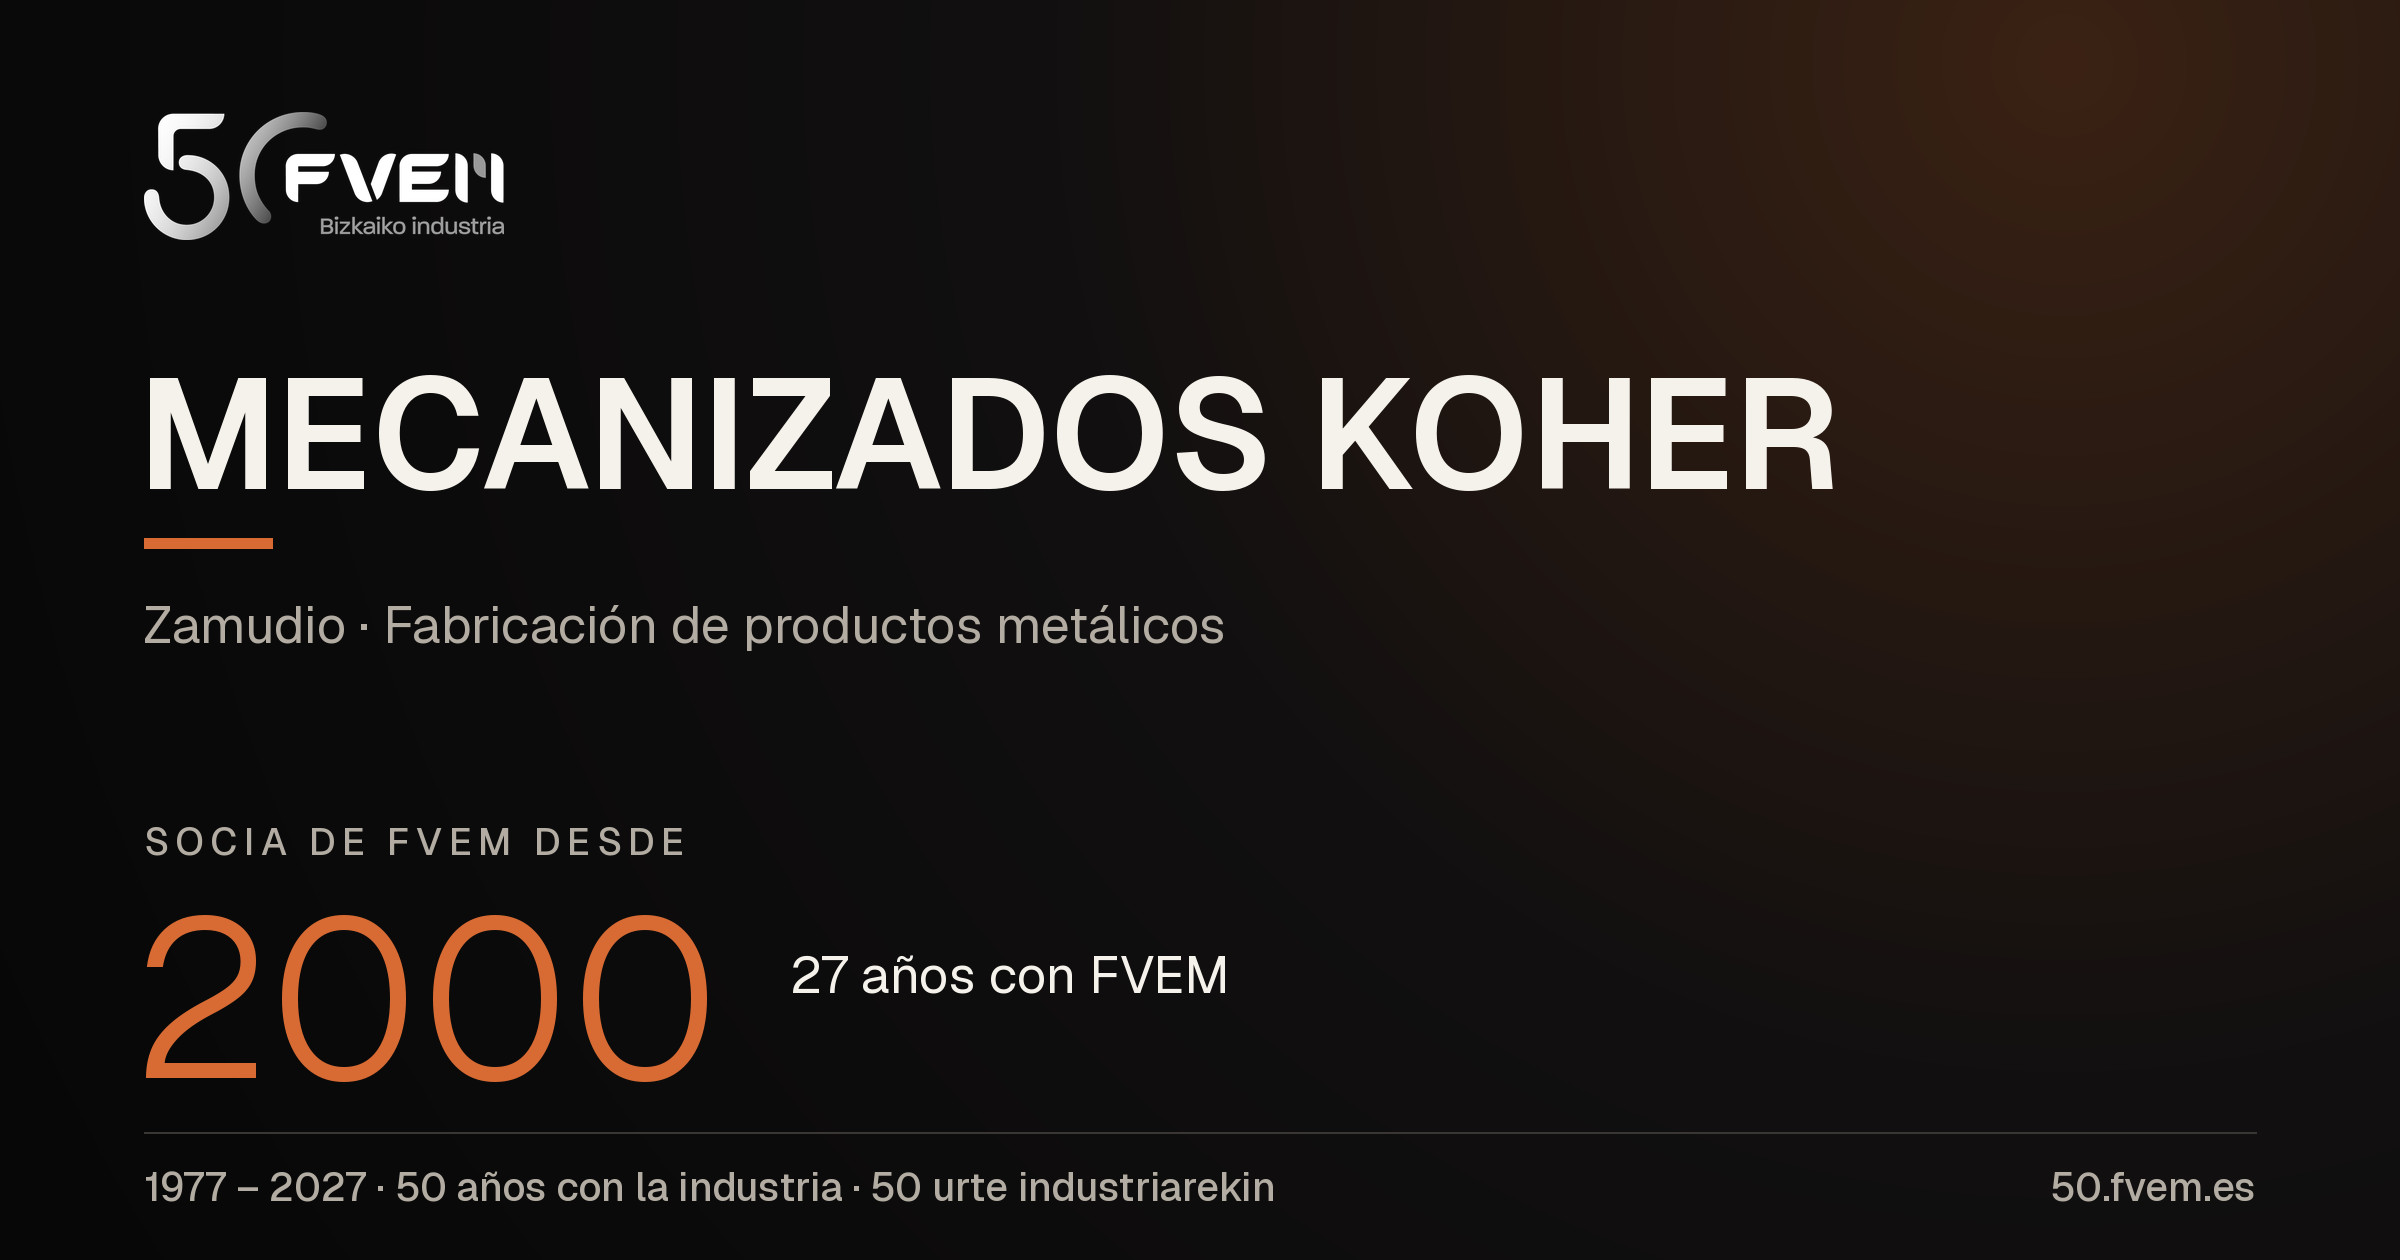 50 FVEM
Bizkaiko industria
MECANIZADOS KOHER
Zamudio · Fabricación de productos metálicos
SOCIA DE FVEM DESDE
2000
27 años con FVEM
1977 – 2027 · 50 años con la industria · 50 urte industriarekin
50.fvem.es